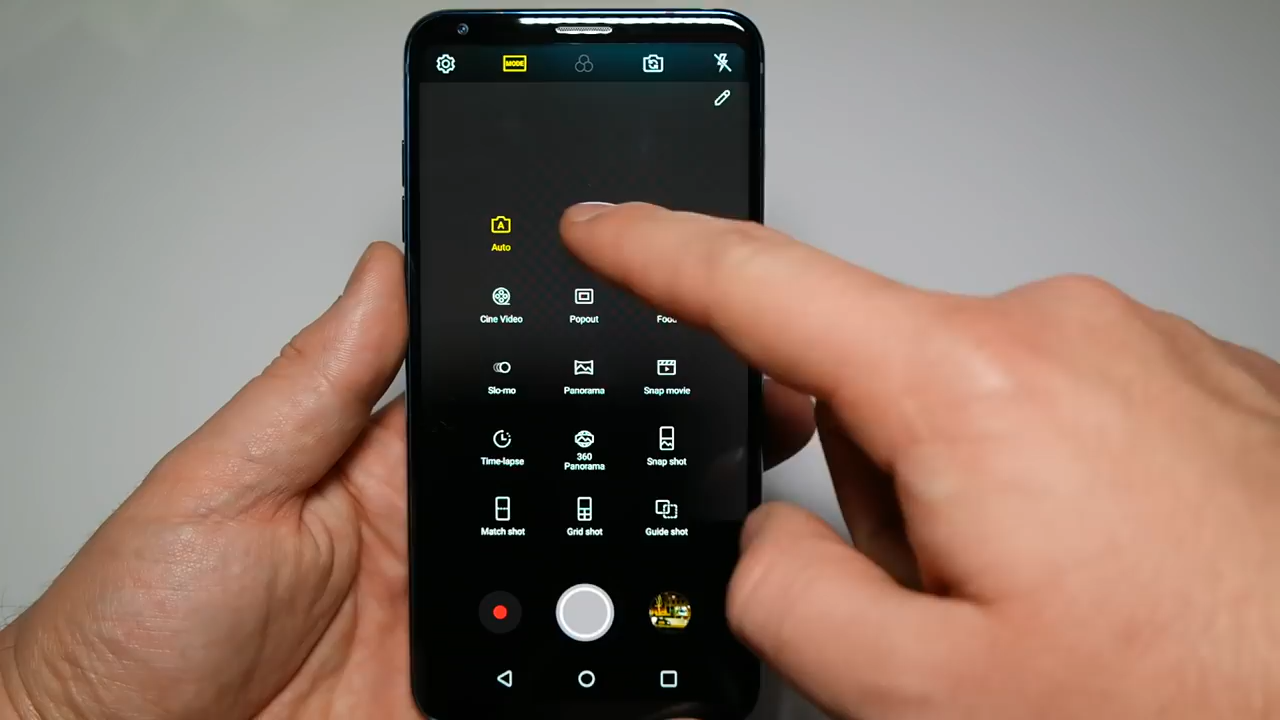 MODE
Auto
Cine Video
Popout
Food
Slo-mo
Panorama
Snap movie
Time-lapse
360
Panorama
Snap shot
Match shot
Grid shot
Guide shot